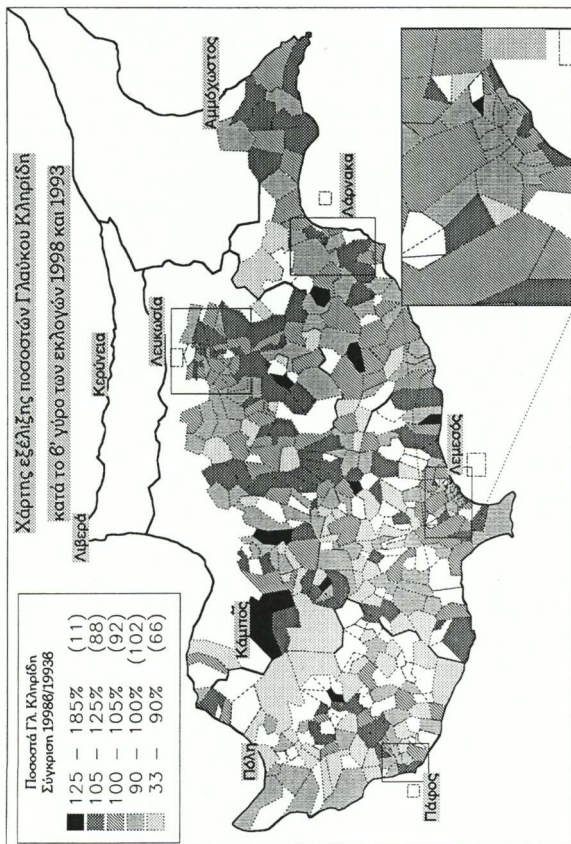 Χάρτης εξέλιξης ποσοστών Γλαύκου Κληρίδη
κατά το β' γύρο των εκλογών 1998 και 1993
Ποσοστά Γλ. Κληρίδη
Σύγκριση 1998β/1993β
125 - 185% (11)
105 - 125% (88)
100 - 105% (92)
90 - 100% (102)
33 - 90% (66)
Λιβερά
Κερύνεια
Λευκωσία
Αμμόχωστος
Λάρνακα
Κάμπος
Πόλη
Λεμεσός
Πάφος